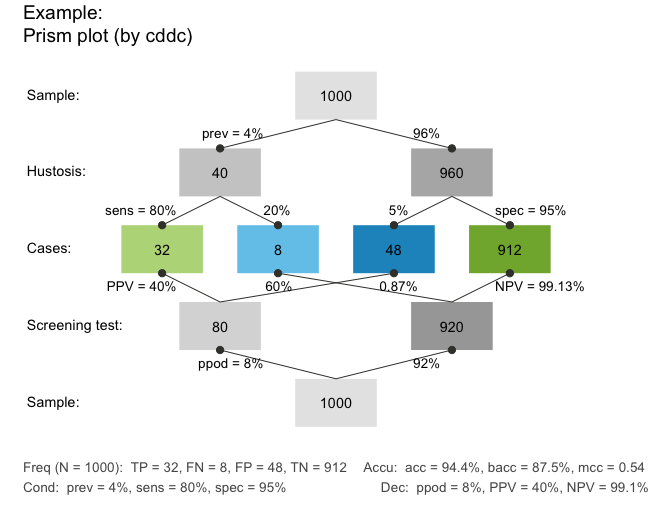 Example:
Prism plot (by cddc)
Sample: 1000
prev = 4% 96%
Hustosis: 40 960
sens = 80% 20% 5% spec = 95%
Cases: 32 8 48 912
PPV = 40% 60% 0.87% NPV = 99.13%
Screening test: 80 920
ppod = 8% 92%
Sample: 1000
Freq (N = 1000): TP = 32, FN = 8, FP = 48, TN = 912 Accu: acc = 94.4%, bacc = 87.5%, mcc = 0.54
Cond: prev = 4%, sens = 80%, spec = 95% Dec: ppod = 8%, PPV = 40%, NPV = 99.1%